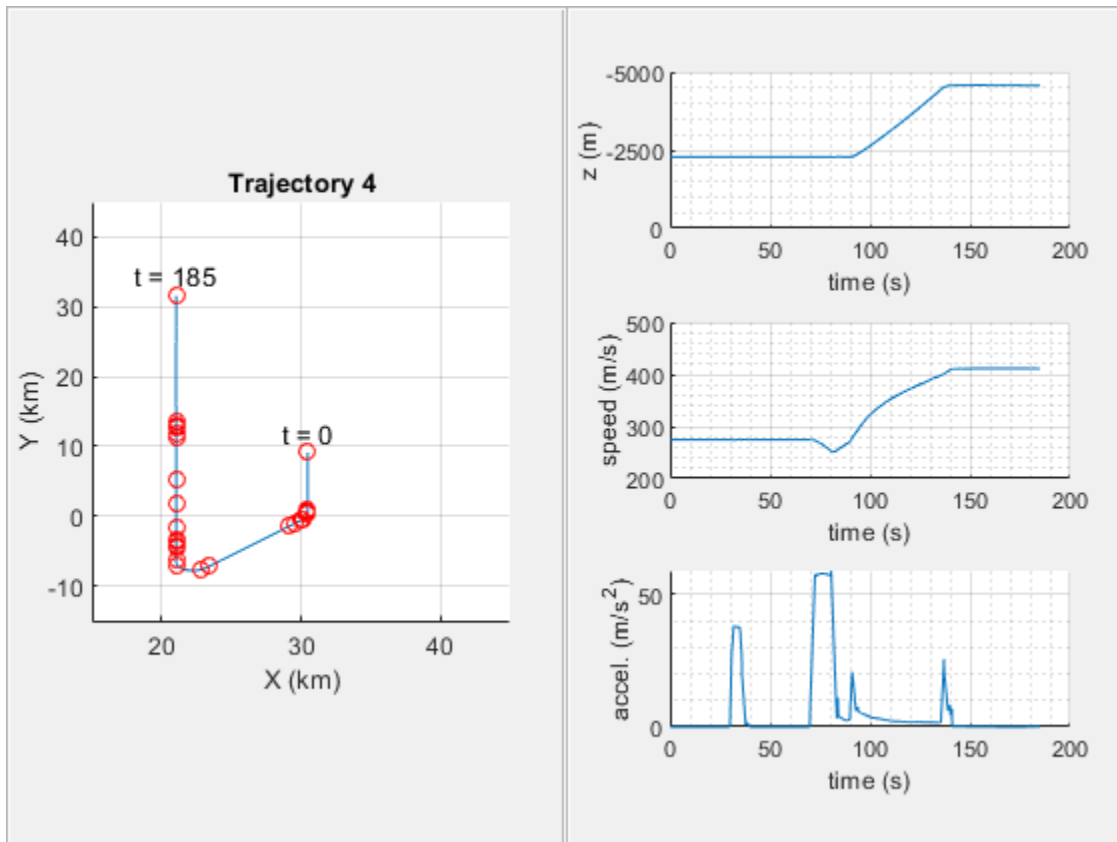 Trajectory 4
40
30
20
10
0
-10
Y (km)
t = 185
t = 0
20 30 40
X (km)
-5000
-2500
0
z (m)
0 50 100 150 200
time (s)
500
400
300
200
speed (m/s)
0 50 100 150 200
time (s)
50
0
accel. (m/s²)
0 50 100 150 200
time (s)